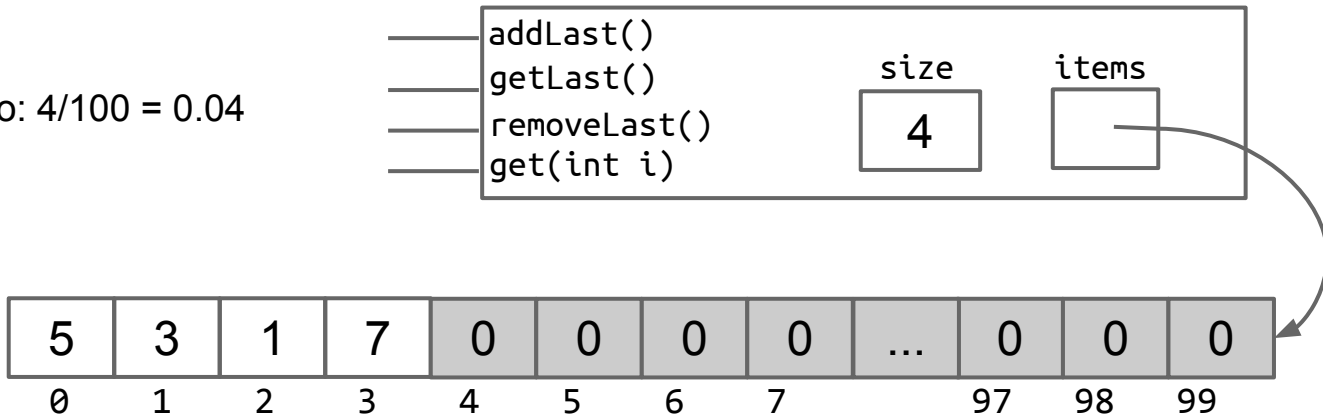 addLast()
getLast()
removeLast()
get(int i)
size items
4
o: 4/100 = 0.04
5 3 1 7 0 0 0 0 ... 0 0 0
0 1 2 3 4 5 6 7 97 98 99